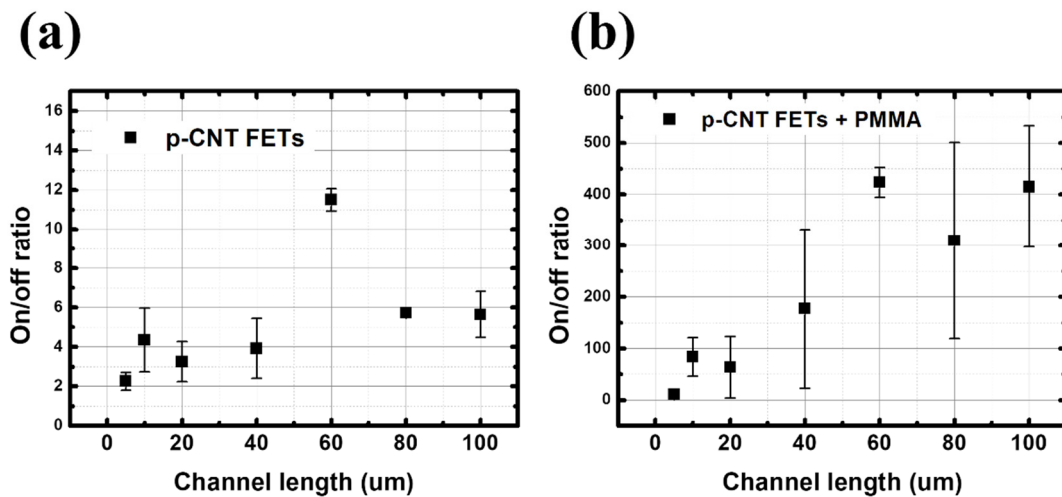 (a)
(b)
16
14
12
10
8
6
4
2
0
On/off ratio
p-CNT FETs
0 20 40 60 80 100
Channel length (um)
600
500
400
300
200
100
0
On/off ratio
p-CNT FETs + PMMA
0 20 40 60 80 100
Channel length (um)